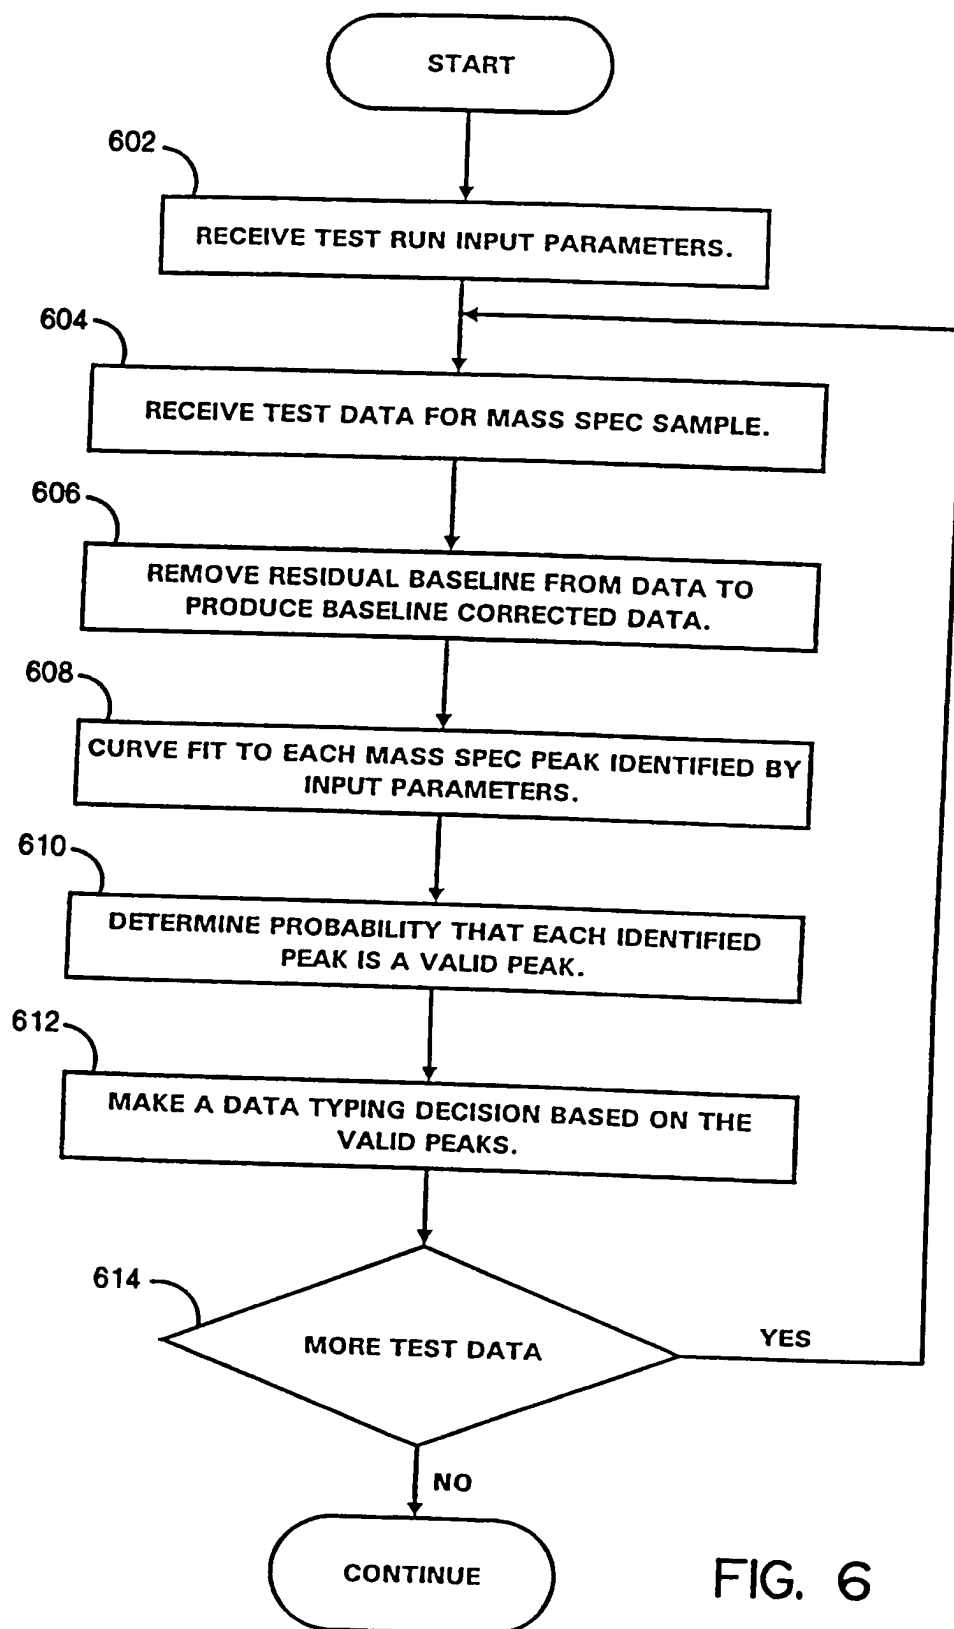 START
602
RECEIVE TEST RUN INPUT PARAMETERS.
604
RECEIVE TEST DATA FOR MASS SPEC SAMPLE.
606
REMOVE RESIDUAL BASELINE FROM DATA TO
PRODUCE BASELINE CORRECTED DATA.
608
CURVE FIT TO EACH MASS SPEC PEAK IDENTIFIED BY
INPUT PARAMETERS.
610
DETERMINE PROBABILITY THAT EACH IDENTIFIED
PEAK IS A VALID PEAK.
612
MAKE A DATA TYPING DECISION BASED ON THE
VALID PEAKS.
614
MORE TEST DATA
YES
NO
CONTINUE
FIG. 6